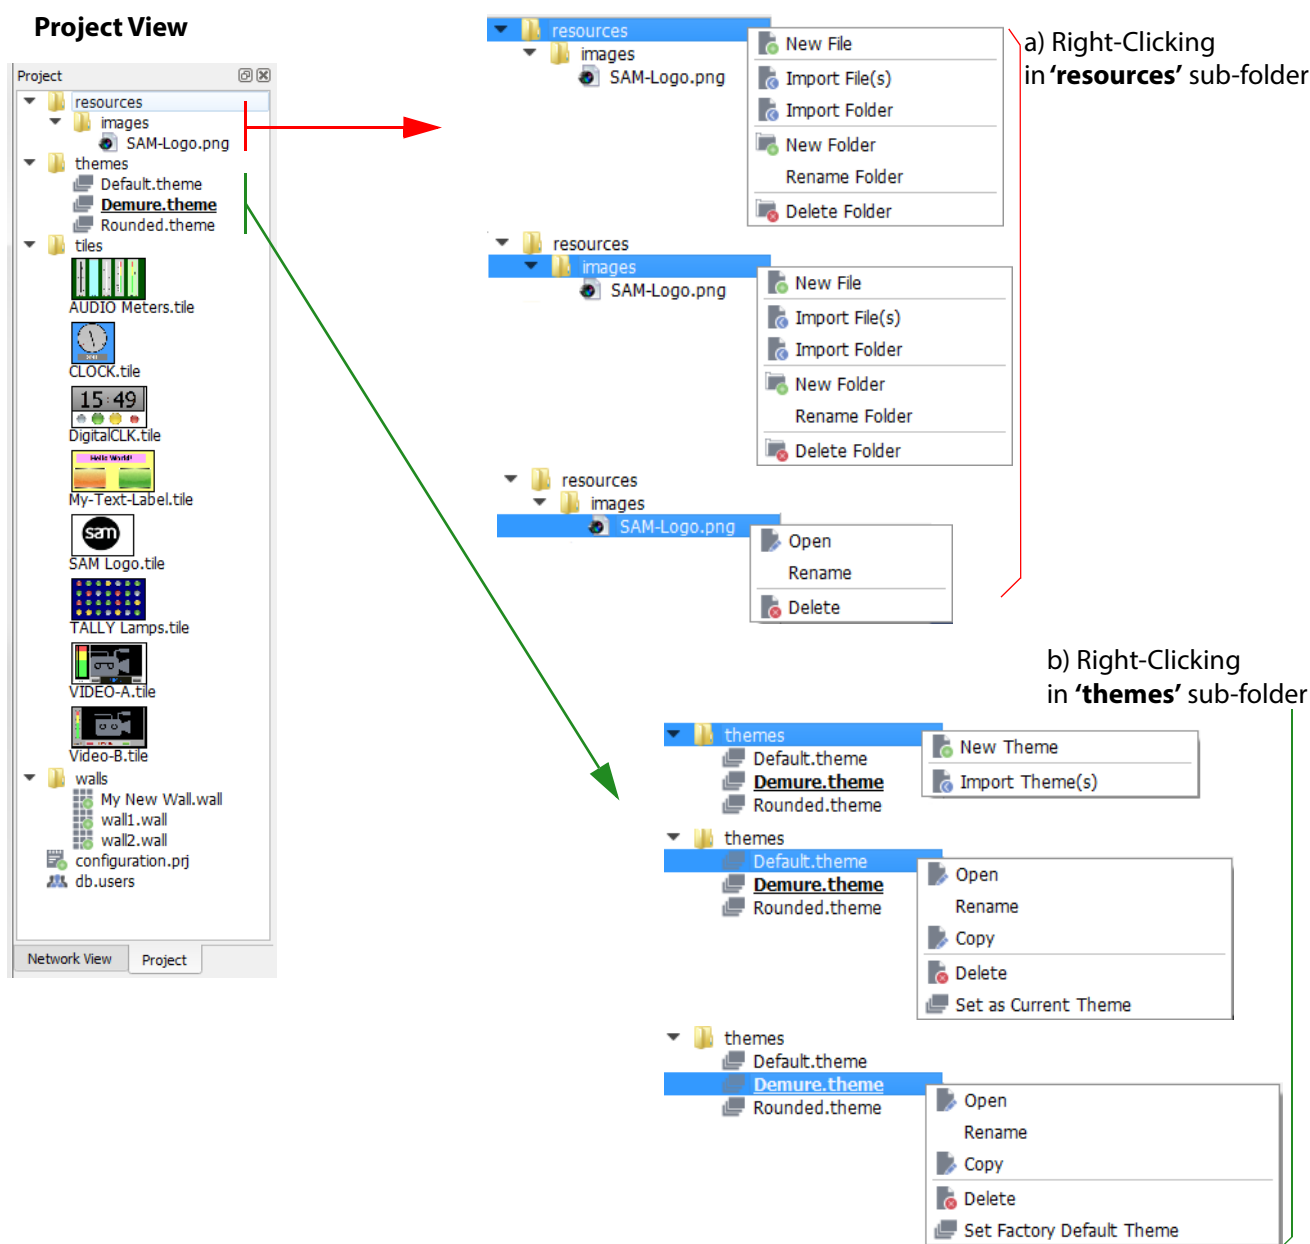 Project View
Project
resources
images
SAM-Logo.png
themes
Default.theme
Demure.theme
Rounded.theme
tiles
AUDIO Meters.tile
CLOCK.tile
15:49
DigitalCLK.tile
Hello World!
My-Text-Label.tile
sam
SAM Logo.tile
TALLY Lamps.tile
VIDEO-A.tile
Video-B.tile
walls
My New Wall.wall
wall1.wall
wall2.wall
configuration.prj
db.users
Network View
Project
resources
images
SAM-Logo.png
New File
Import File(s)
Import Folder
New Folder
Rename Folder
Delete Folder
a) Right-Clicking
in 'resources' sub-folder
resources
images
SAM-Logo.png
New File
Import File(s)
Import Folder
New Folder
Rename Folder
Delete Folder
resources
images
SAM-Logo.png
Open
Rename
Delete
b) Right-Clicking
in 'themes' sub-folder
themes
Default.theme
Demure.theme
Rounded.theme
New Theme
Import Theme(s)
themes
Default.theme
Demure.theme
Rounded.theme
Open
Rename
Copy
Delete
Set as Current Theme
themes
Default.theme
Demure.theme
Rounded.theme
Open
Rename
Copy
Delete
Set Factory Default Theme